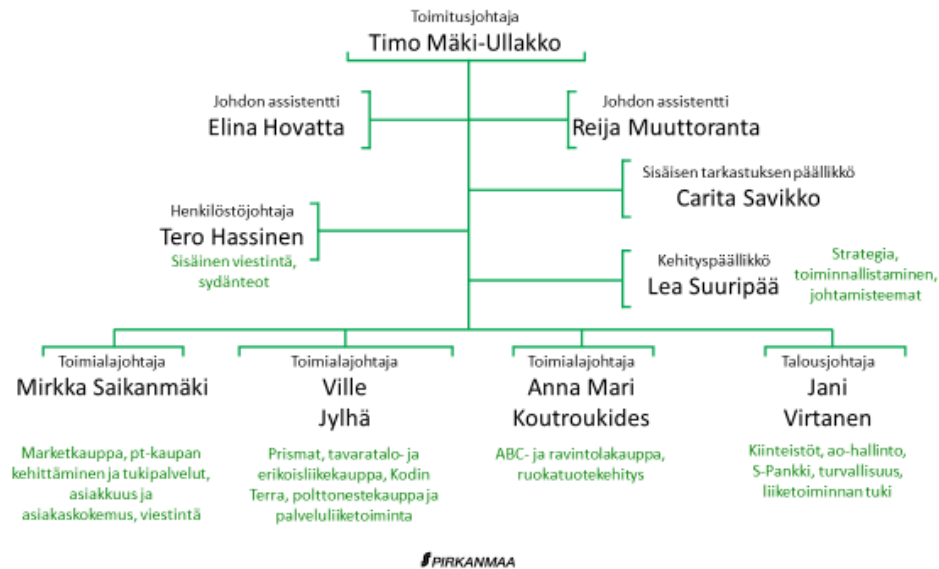 Toimitusjohtaja
Timo Mäki-Ullakko
Johdon assistentti
Elina Hovatta
Johdon assistentti
Reija Muuttoranta
Sisäisen tarkastuksen päällikkö
Carita Savikko
Henkilöstöjohtaja
Tero Hassinen
Sisäinen viestintä,
sydänteot
Kehityspäällikkö
Lea Suuripää
Strategia,
toiminnallistaminen,
johtamisteemat
Toimialajohtaja
Mirkka Saikanmäki
Marketkauppa, pt-kaupan
kehittäminen ja tukipalvelut,
asiakkuus ja
asiakaskokemus, viestintä
Toimialajohtaja
Ville
Jylhä
Prismat, tavaratalo- ja
erikoisliikekauppa, Kodin
Terra, polttonestekauppa ja
palveluliiketoiminta
Toimialajohtaja
Anna Mari
Koutroukides
ABC- ja ravintolakauppa,
ruokatuotekehitys
Talousjohtaja
Jani
Virtanen
Kiinteistöt, ao-hallinto,
S-Pankki, turvallisuus,
liiketoiminnan tuki
S PIRKANMAA